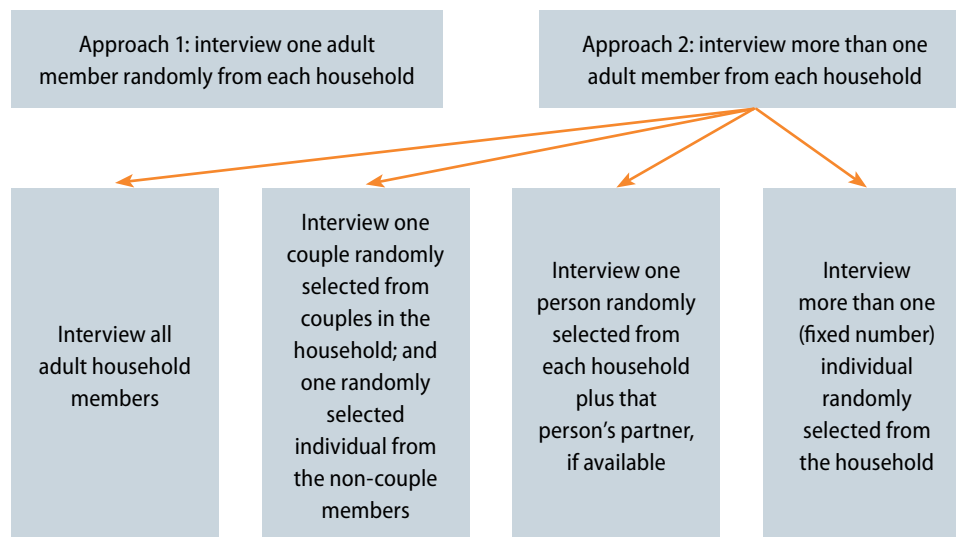 Approach 1: interview one adult
member randomly from each household
Approach 2: interview more than one
adult member from each household
Interview all
adult household
members
Interview one
couple randomly
selected from
couples in the
household; and
one randomly
selected
individual from
the non-couple
members
Interview one
person randomly
selected from
each household
plus that
person’s partner,
if available
Interview
more than one
(fixed number)
individual
randomly
selected from
the household